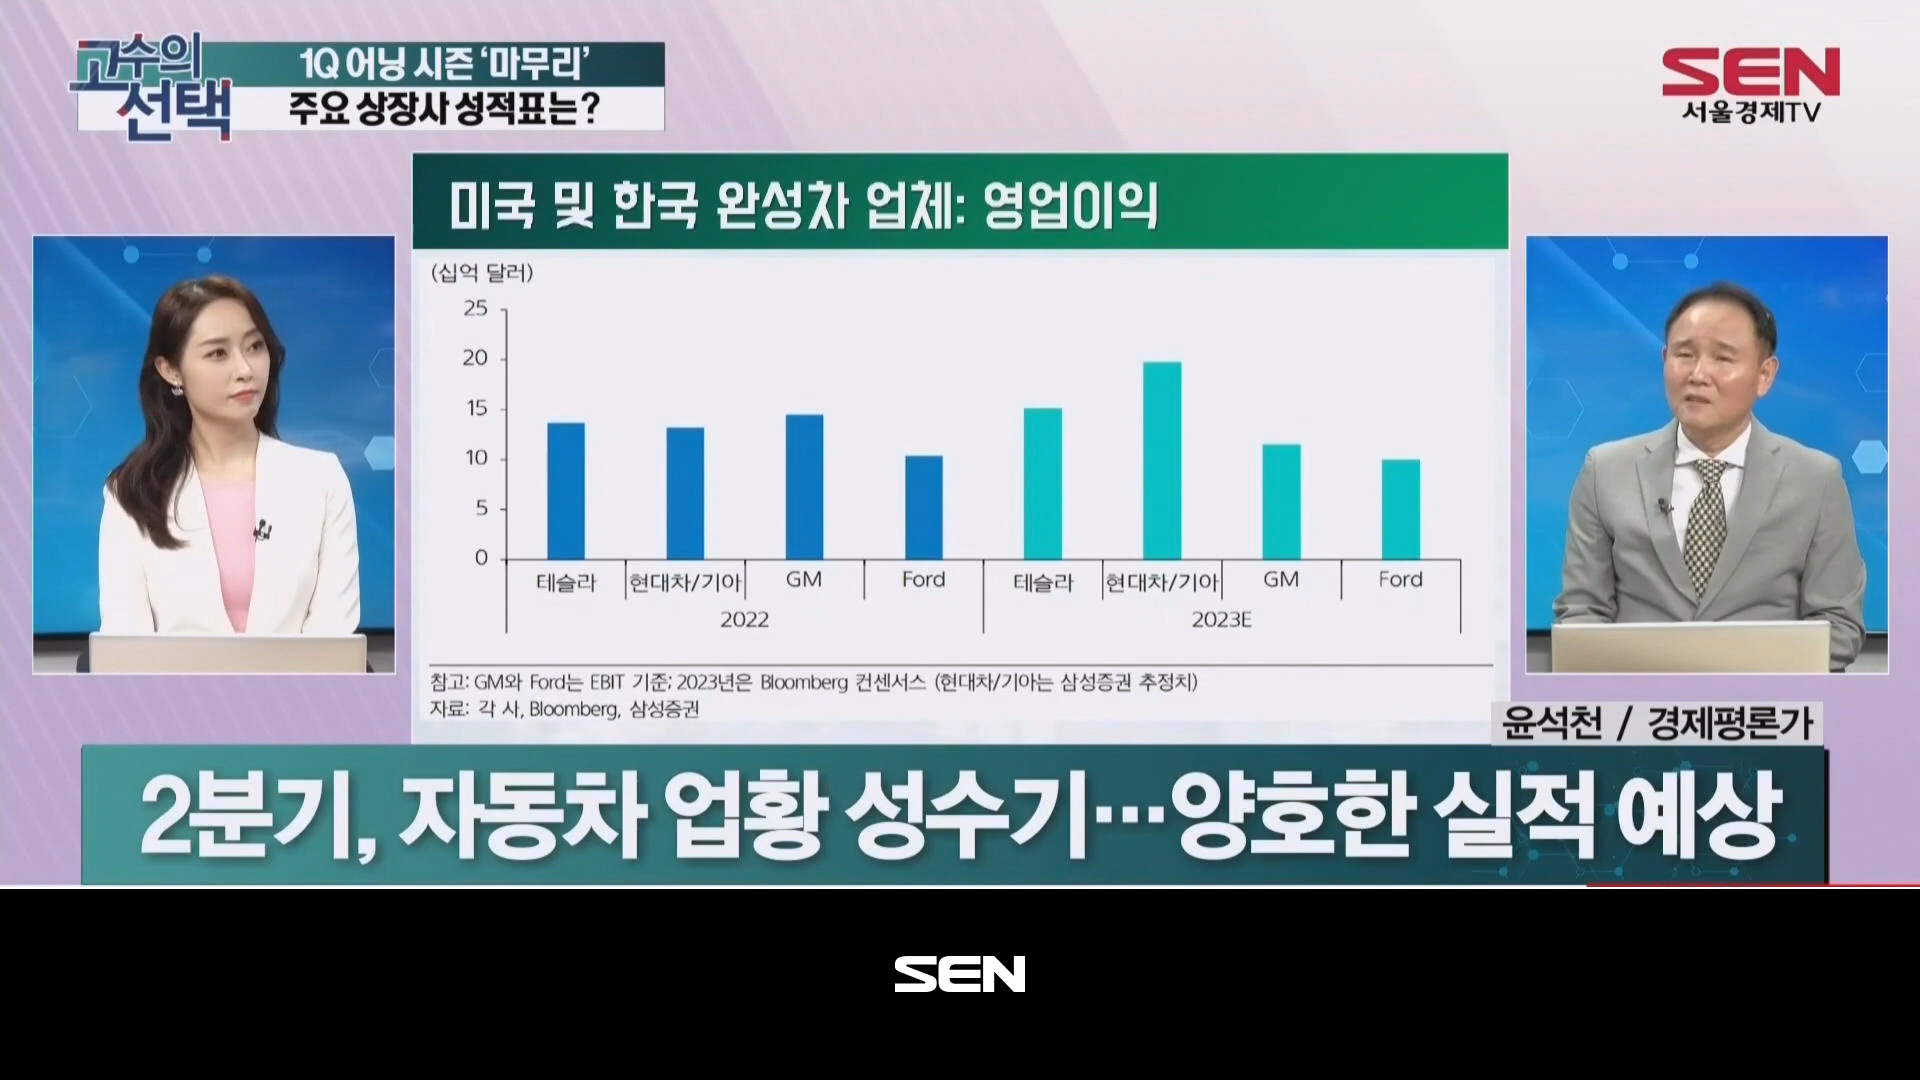 고수의
선택
1Q 어닝 시즌 ‘마무리’
주요 상장사 성적표는?
SEN
서울경제TV
미국 및 한국 완성차 업체: 영업이익
(십억 달러)
25
20
15
10
5
0
테슬라 현대차/기아 GM Ford 테슬라 현대차/기아 GM Ford
2022 2023E
참고: GM와 Ford는 EBIT 기준; 2023년은 Bloomberg 컨센서스 (현대차/기아는 삼성증권 추정치)
자료: 각 사, Bloomberg, 삼성증권
윤석천 / 경제평론가
2분기, 자동차 업황 성수기…양호한 실적 예상
SEN